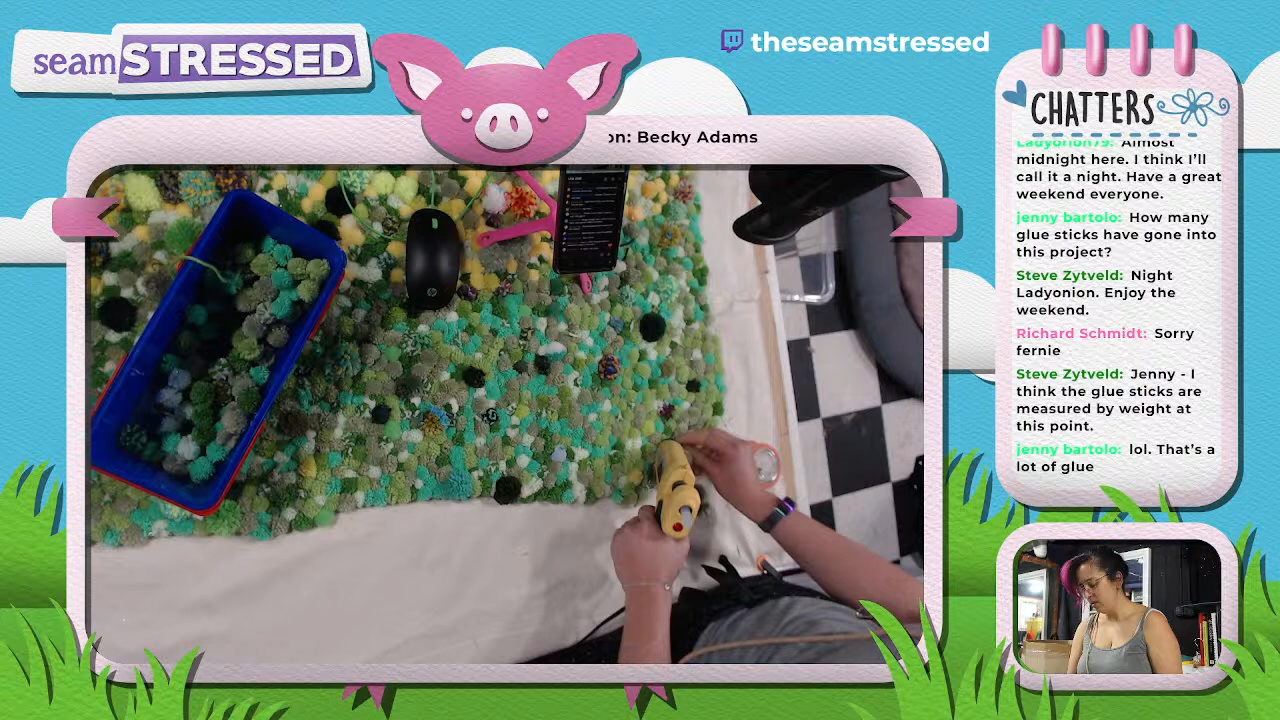 seamSTRESSED
theseamstressed
on: Becky Adams
CHATTERS
Ladyonion79: Almost
midnight here. I think I'll
call it a night. Have a great
weekend everyone.
jenny bartolo: How many
glue sticks have gone into
this project?
Steve Zytveld: Night
Ladyonion. Enjoy the
weekend.
Richard Schmidt: Sorry
fernie
Steve Zytveld: Jenny - I
think the glue sticks are
measured by weight at
this point.
jenny bartolo: lol. That's a
lot of glue